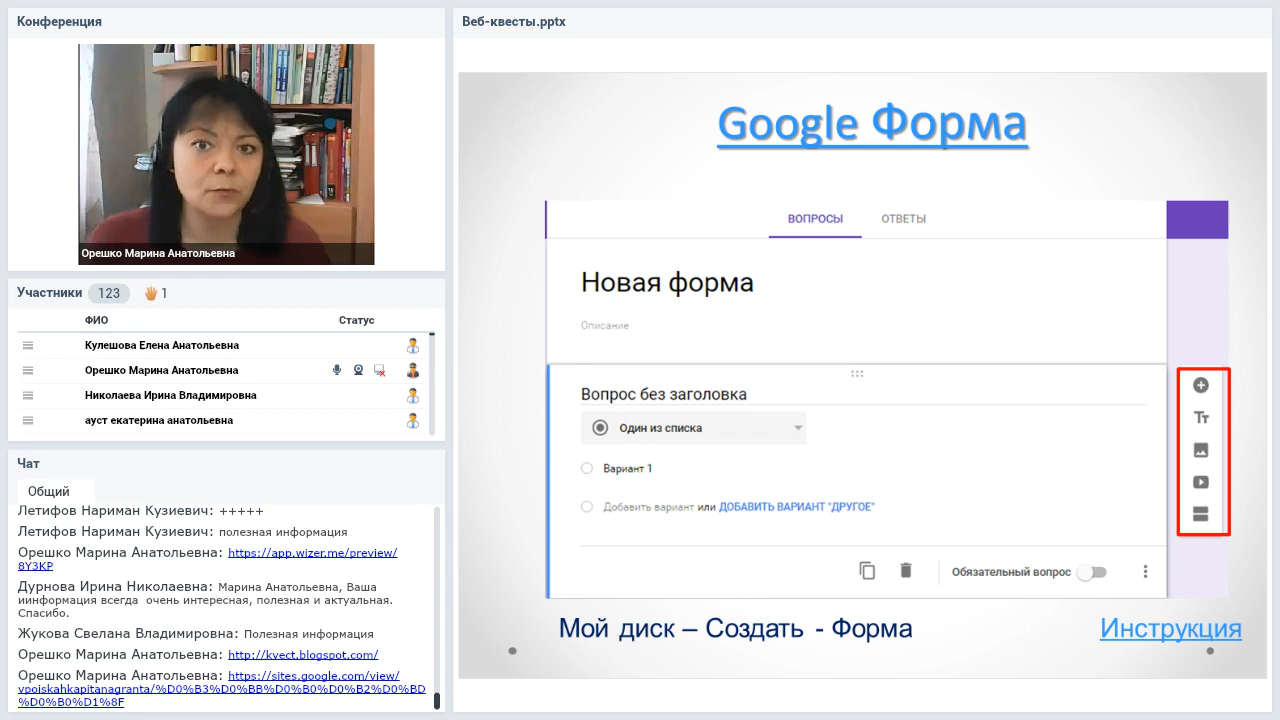 Конференция
Орешко Марина Анатольевна
Участники 123 1
ФИО Статус
Кулешова Елена Анатольевна
Орешко Марина Анатольевна
Николаева Ирина Владимировна
ауст екатерина анатольевна
Чат
Общий
Летифов Нариман Кузиевич: +++++
Летифов Нариман Кузиевич: полезная информация
Орешко Марина Анатольевна: https://app.wizer.me/preview/
8Y3KP
Дурнова Ирина Николаевна: Марина Анатольевна, Ваша
иинформация всегда очень интересная, полезная и актуальная.
Спасибо.
Жукова Свелана Владимировна: Полезная информация
Орешко Марина Анатольевна: http://kvect.blogspot.com/
Орешко Марина Анатольевна: https://sites.google.com/view/
vpoiskahkapitanagranta/%D0%B3%D0%BB%D0%B0%D0%B2%D0%BD
%D0%B0%D1%8F
Веб-квесты.pptx
Google Форма
ВОПРОСЫ ОТВЕТЫ
Новая форма
Описание
Вопрос без заголовка
Один из списка
Вариант 1
Добавить вариант или ДОБАВИТЬ ВАРИАНТ "ДРУГОЕ"
Tт
Обязательный вопрос
Мой диск – Создать - Форма
Инструкция